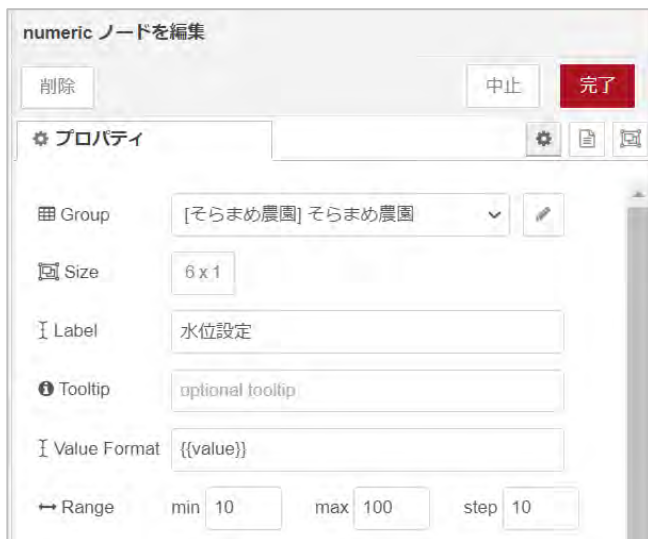 numeric ノードを編集
削除 中止 完了
プロパティ
Group [そらまめ農園] そらまめ農園
Size 6 x 1
Label 水位設定
Tooltip optional tooltip
Value Format {{value}}
Range min 10 max 100 step 10